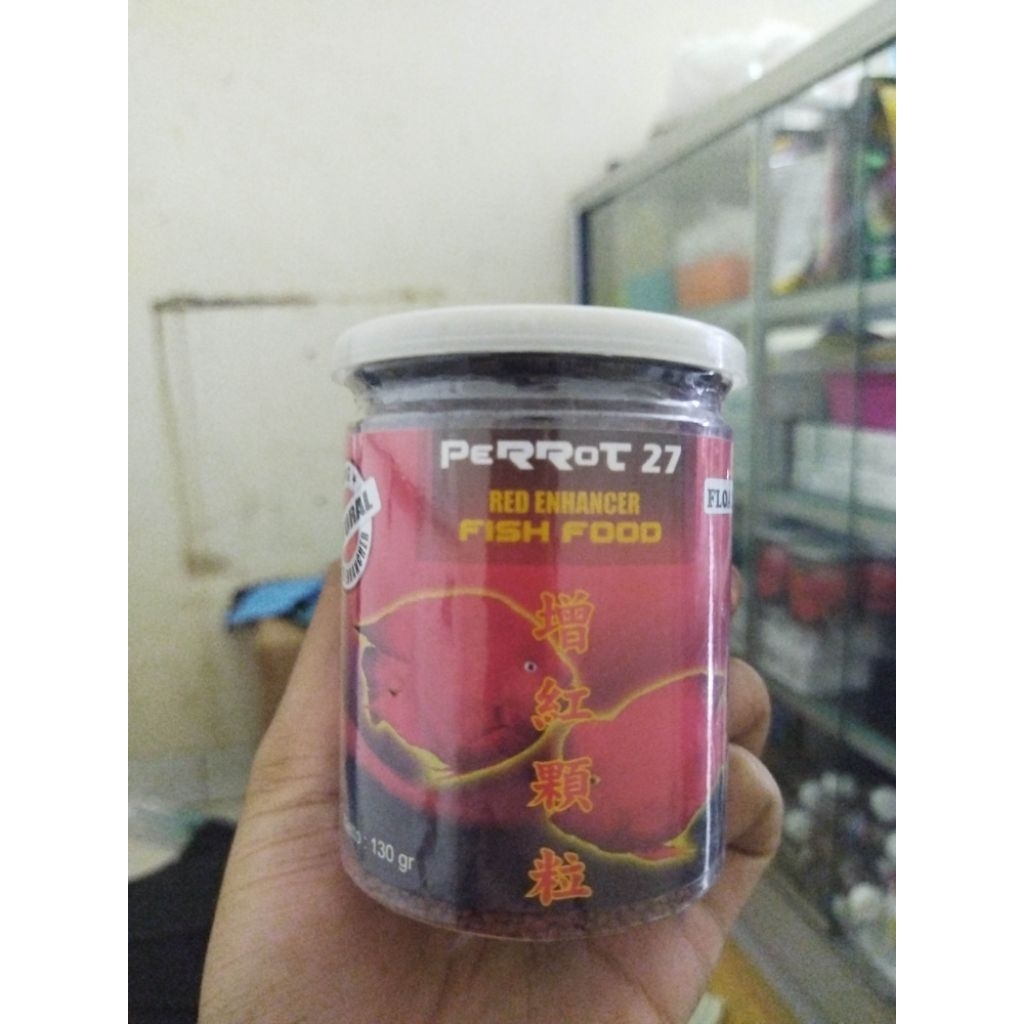 PeRRoT 27
RED ENHANCER
FISH FOOD
增
紅
顆
粒
: 130 gr